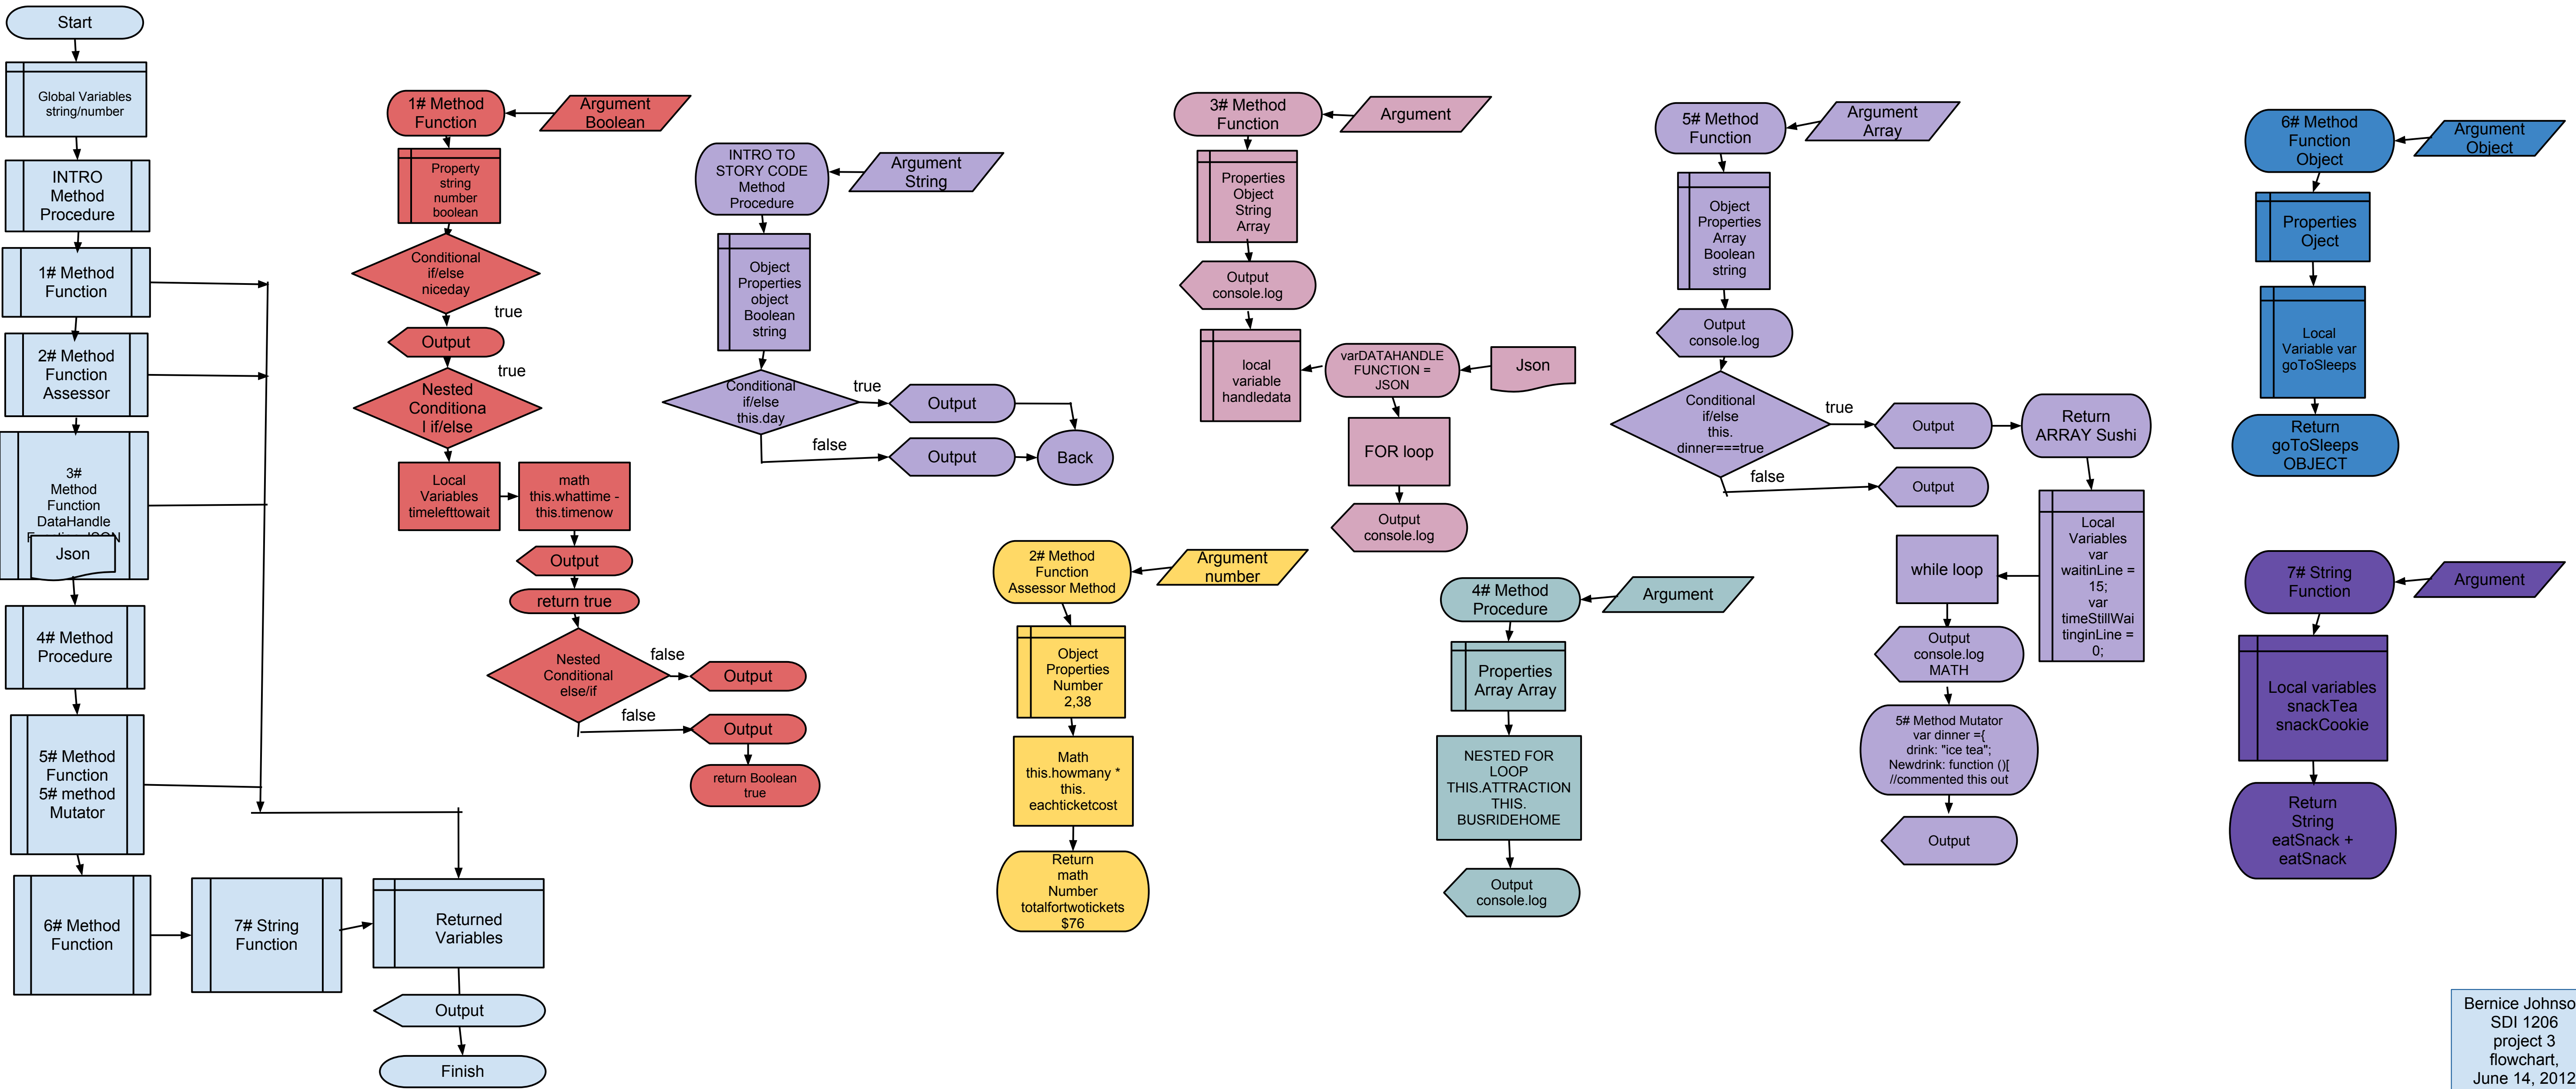 Start
Global Variables
string/number
INTRO
Method
Procedure
1# Method
Function
2# Method
Function
Assessor
3#
Method
Function
DataHandle
Json
4# Method
Procedure
5# Method
Function
5# method
Mutator
6# Method
Function
7# String
Function
Returned
Variables
Output
Finish
1# Method
Function
Argument
Boolean
Property
string
number
boolean
Conditional
if/else
niceday
true
Output
true
Nested
Conditiona
l if/else
Local
Variables
timelefttowait
math
this.whattime -
this.timenow
Output
return true
Nested
Conditional
else/if
false
Output
false
Output
return Boolean
true
INTRO TO
STORY CODE
Method
Procedure
Argument
String
Object
Properties
object
Boolean
string
Conditional
if/else
this.day
true
Output
false
Output
Back
2# Method
Function
Assessor Method
Argument
number
Object
Properties
Number
2,38
Math
this.howmany *
this.
eachticketcost
Return
math
Number
totalfortwotickets
$76
3# Method
Function
Argument
Properties
Object
String
Array
Output
console.log
local
variable
handledata
varDATAHANDLE
FUNCTION =
JSON
Json
FOR loop
Output
console.log
4# Method
Procedure
Argument
Properties
Array Array
NESTED FOR
LOOP
THIS.ATTRACTION
THIS.
BUSRIDEHOME
Output
console.log
5# Method
Function
Argument
Array
Object
Properties
Array
Boolean
string
Output
console.log
Conditional
if/else
this.
dinner===true
true
Output
Return
ARRAY Sushi
false
Output
Local
Variables
var
waitinLine =
15;
var
timeStillWai
tinginLine =
0;
while loop
Output
console.log
MATH
5# Method Mutator
var dinner ={
drink: "ice tea";
Newdrink: function ()[
//commented this out
Output
6# Method
Function
Object
Argument
Object
Properties
Oject
Local
Variable var
goToSleeps
Return
goToSleeps
OBJECT
7# String
Function
Argument
Local variables
snackTea
snackCookie
Return
String
eatSnack +
eatSnack
Bernice Johnso
SDI 1206
project 3
flowchart,
June 14, 2012